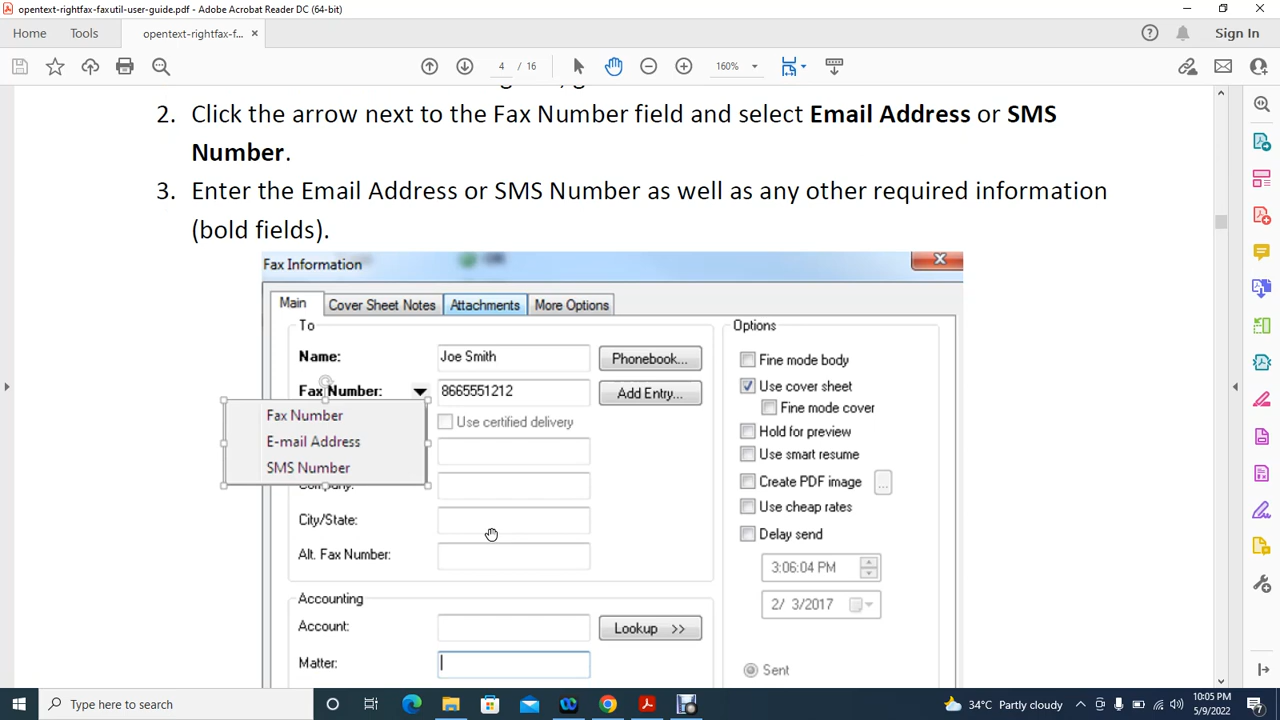 opentext-rightfax-faxutil-user-guide.pdf - Adobe Acrobat Reader DC (64-bit)
Home Tools opentext-rightfax-f... × Sign In
4 / 16 160%
2. Click the arrow next to the Fax Number field and select Email Address or SMS
Number.
3. Enter the Email Address or SMS Number as well as any other required information
(bold fields).
Fax Information
Main Cover Sheet Notes Attachments More Options
To
Name: Joe Smith Phonebook...
Fax Number: 8665551212 Add Entry...
Fax Number
E-mail Address
SMS Number
Use certified delivery
Company:
City/State:
Alt. Fax Number:
Accounting
Account: Lookup >>
Matter:
Options
Fine mode body
Use cover sheet
Fine mode cover
Hold for preview
Use smart resume
Create PDF image ...
Use cheap rates
Delay send
3:06:04 PM
2/ 3/2017
Sent
Type here to search
34°C Partly cloudy
10:05 PM
5/9/2022
7